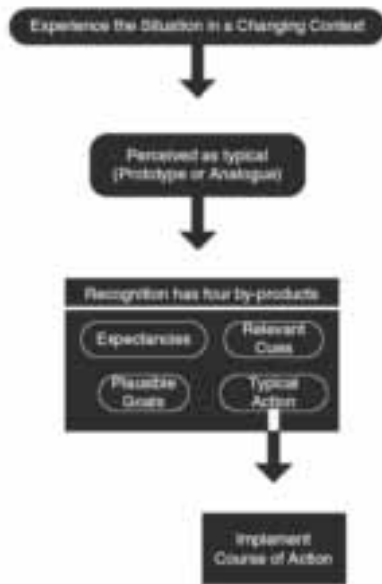 Experience the Situation in a Changing Context
Perceived as typical
(Prototype or Analogue)
Recognition has four by-products
Expectancies
Relevant
Cues
Plausible
Goals
Typical
Action
Implement
Course of Action